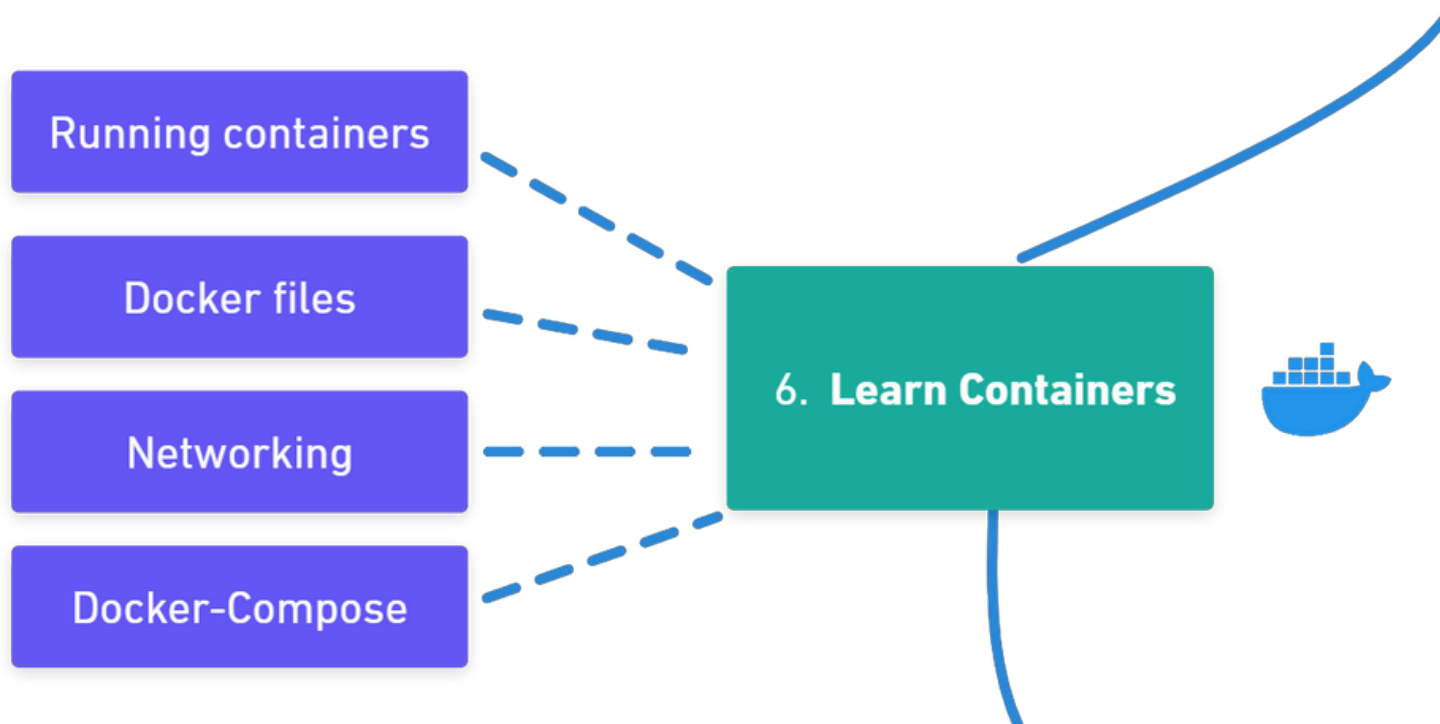 Running containers
Docker files
Networking
Docker-Compose
6. Learn Containers